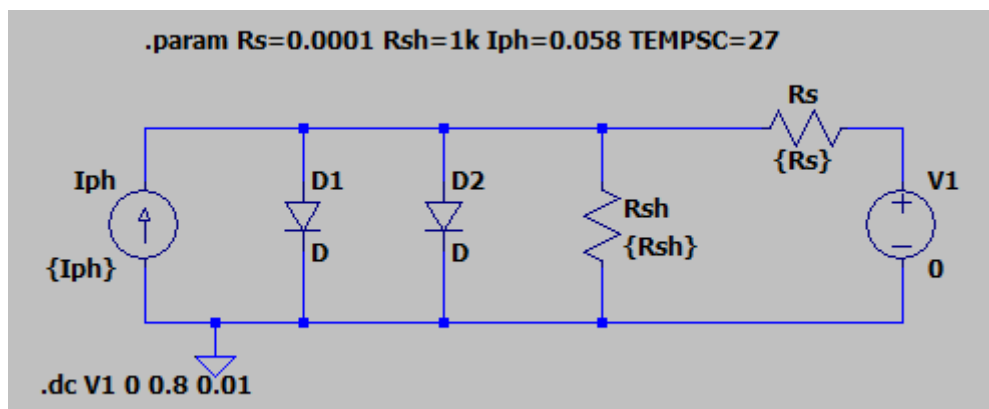 .param Rs=0.0001 Rsh=1k Iph=0.058 TEMPSC=27
Rs
{Rs}
Iph
{Iph}
D1
D
D2
D
Rsh
{Rsh}
V1
+
−
0
.dc V1 0 0.8 0.01